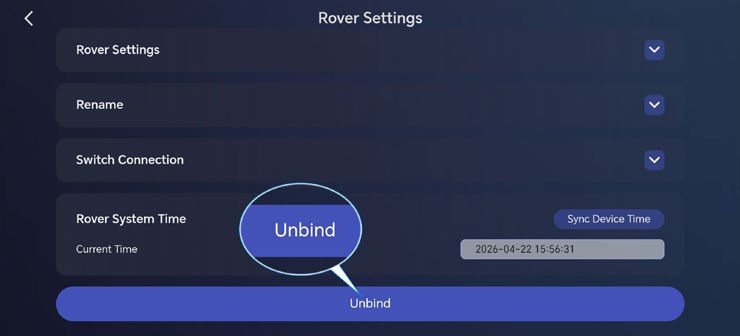 Rover Settings
Rover Settings
Rename
Switch Connection
Rover System Time
Sync Device Time
Unbind
Current Time
2026-04-22 15:56:31
Unbind